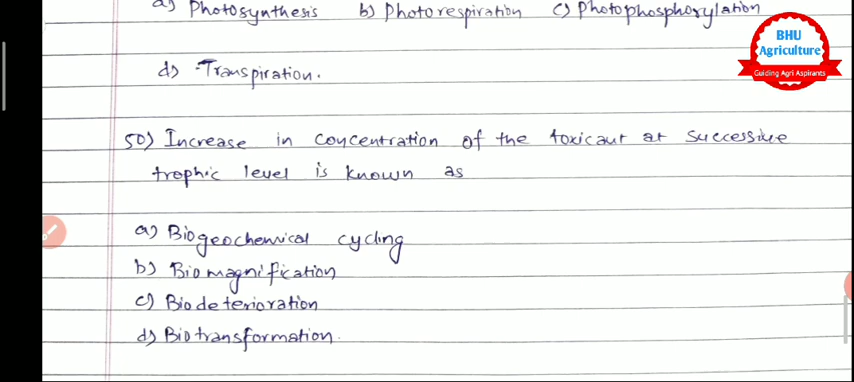 a) Photosynthesis b) Photorespiration c) Photophosphorylation
d) Transpiration.
BHU
Agriculture
Guiding Agri Aspirants
50) Increase in concentration of the toxicant at successive
trophic level is known as
a) Biogeochemical cycling
b) Biomagnification
c) Biodeterioration
d) Biotransformation.